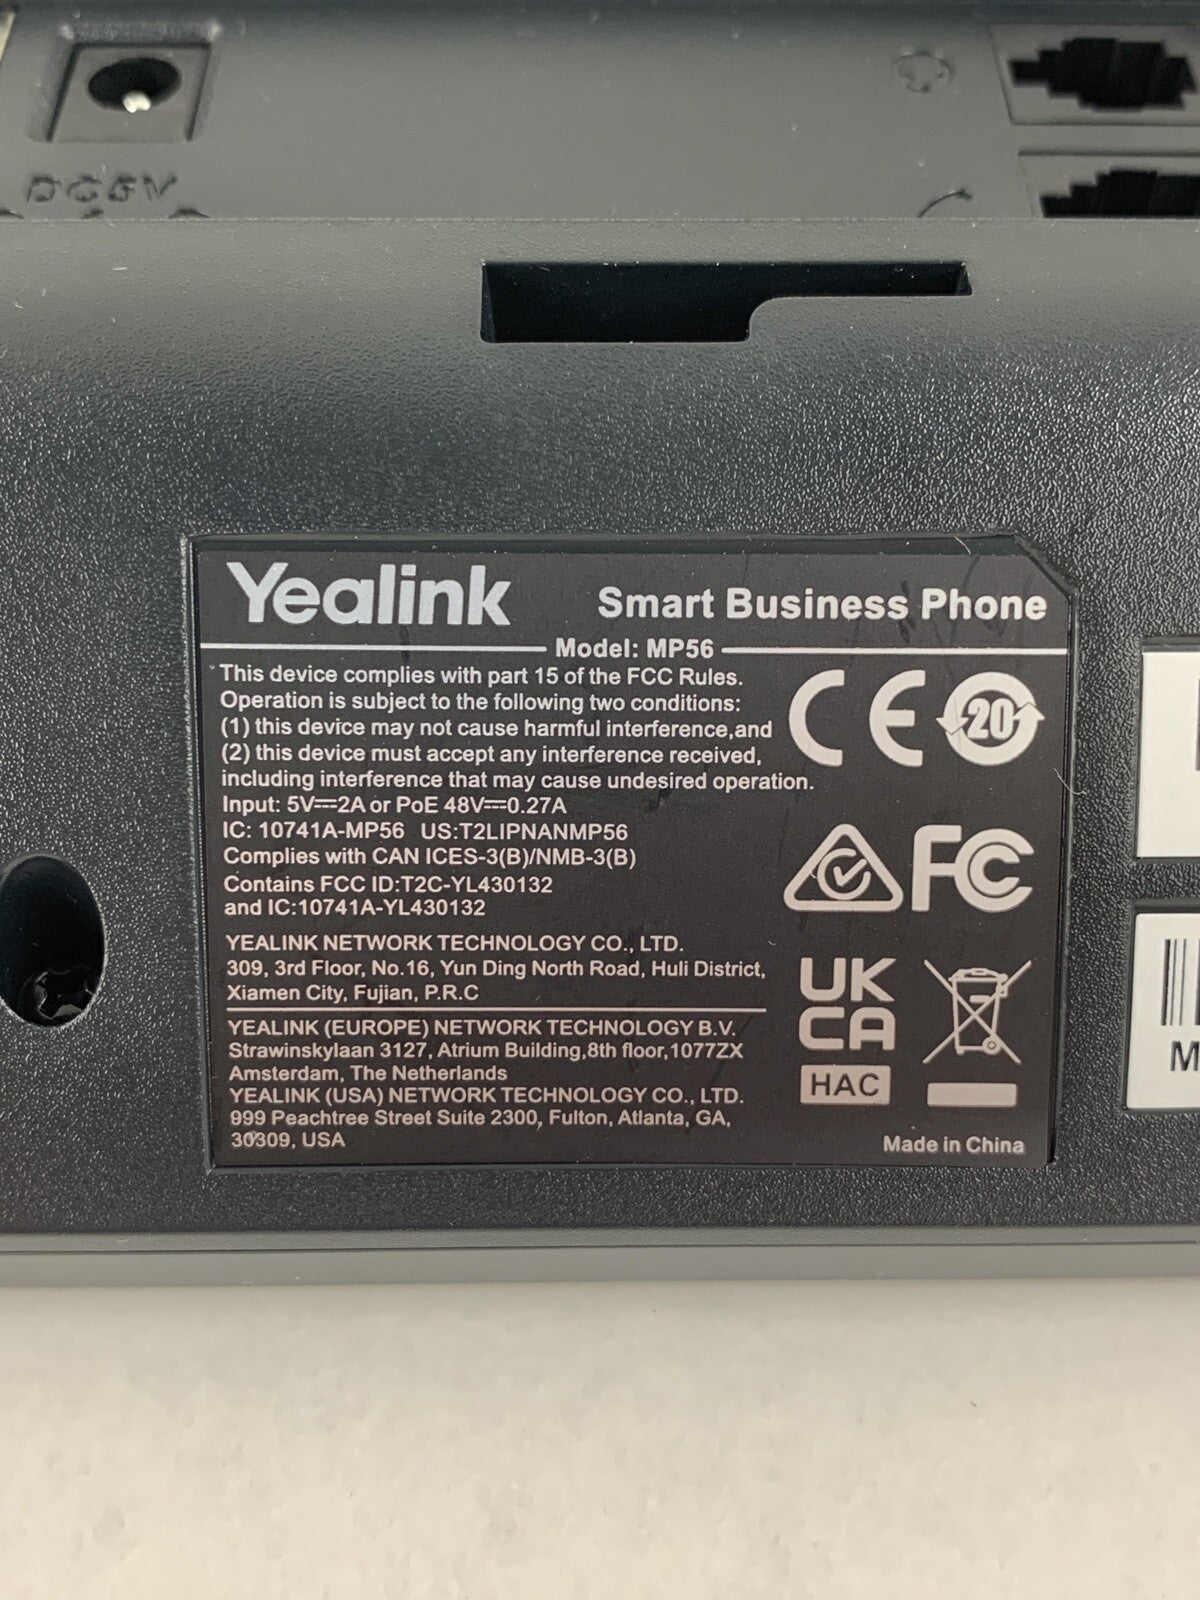 DC5V
Yealink
Smart Business Phone
Model: MP56
This device complies with part 15 of the FCC Rules.
Operation is subject to the following two conditions:
(1) this device may not cause harmful interference,and
(2) this device must accept any interference received,
including interference that may cause undesired operation.
Input: 5V⎓2A or PoE 48V⎓0.27A
IC: 10741A-MP56 US:T2LIPNANMP56
Complies with CAN ICES-3(B)/NMB-3(B)
Contains FCC ID:T2C-YL430132
and IC:10741A-YL430132
YEALINK NETWORK TECHNOLOGY CO., LTD.
309, 3rd Floor, No.16, Yun Ding North Road, Huli District,
Xiamen City, Fujian, P.R.C
YEALINK (EUROPE) NETWORK TECHNOLOGY B.V.
Strawinskylaan 3127, Atrium Building,8th floor,1077ZX
Amsterdam, The Netherlands
YEALINK (USA) NETWORK TECHNOLOGY CO., LTD.
999 Peachtree Street Suite 2300, Fulton, Atlanta, GA,
30309, USA
CE
20
FC
UK
CA
HAC
Made in China